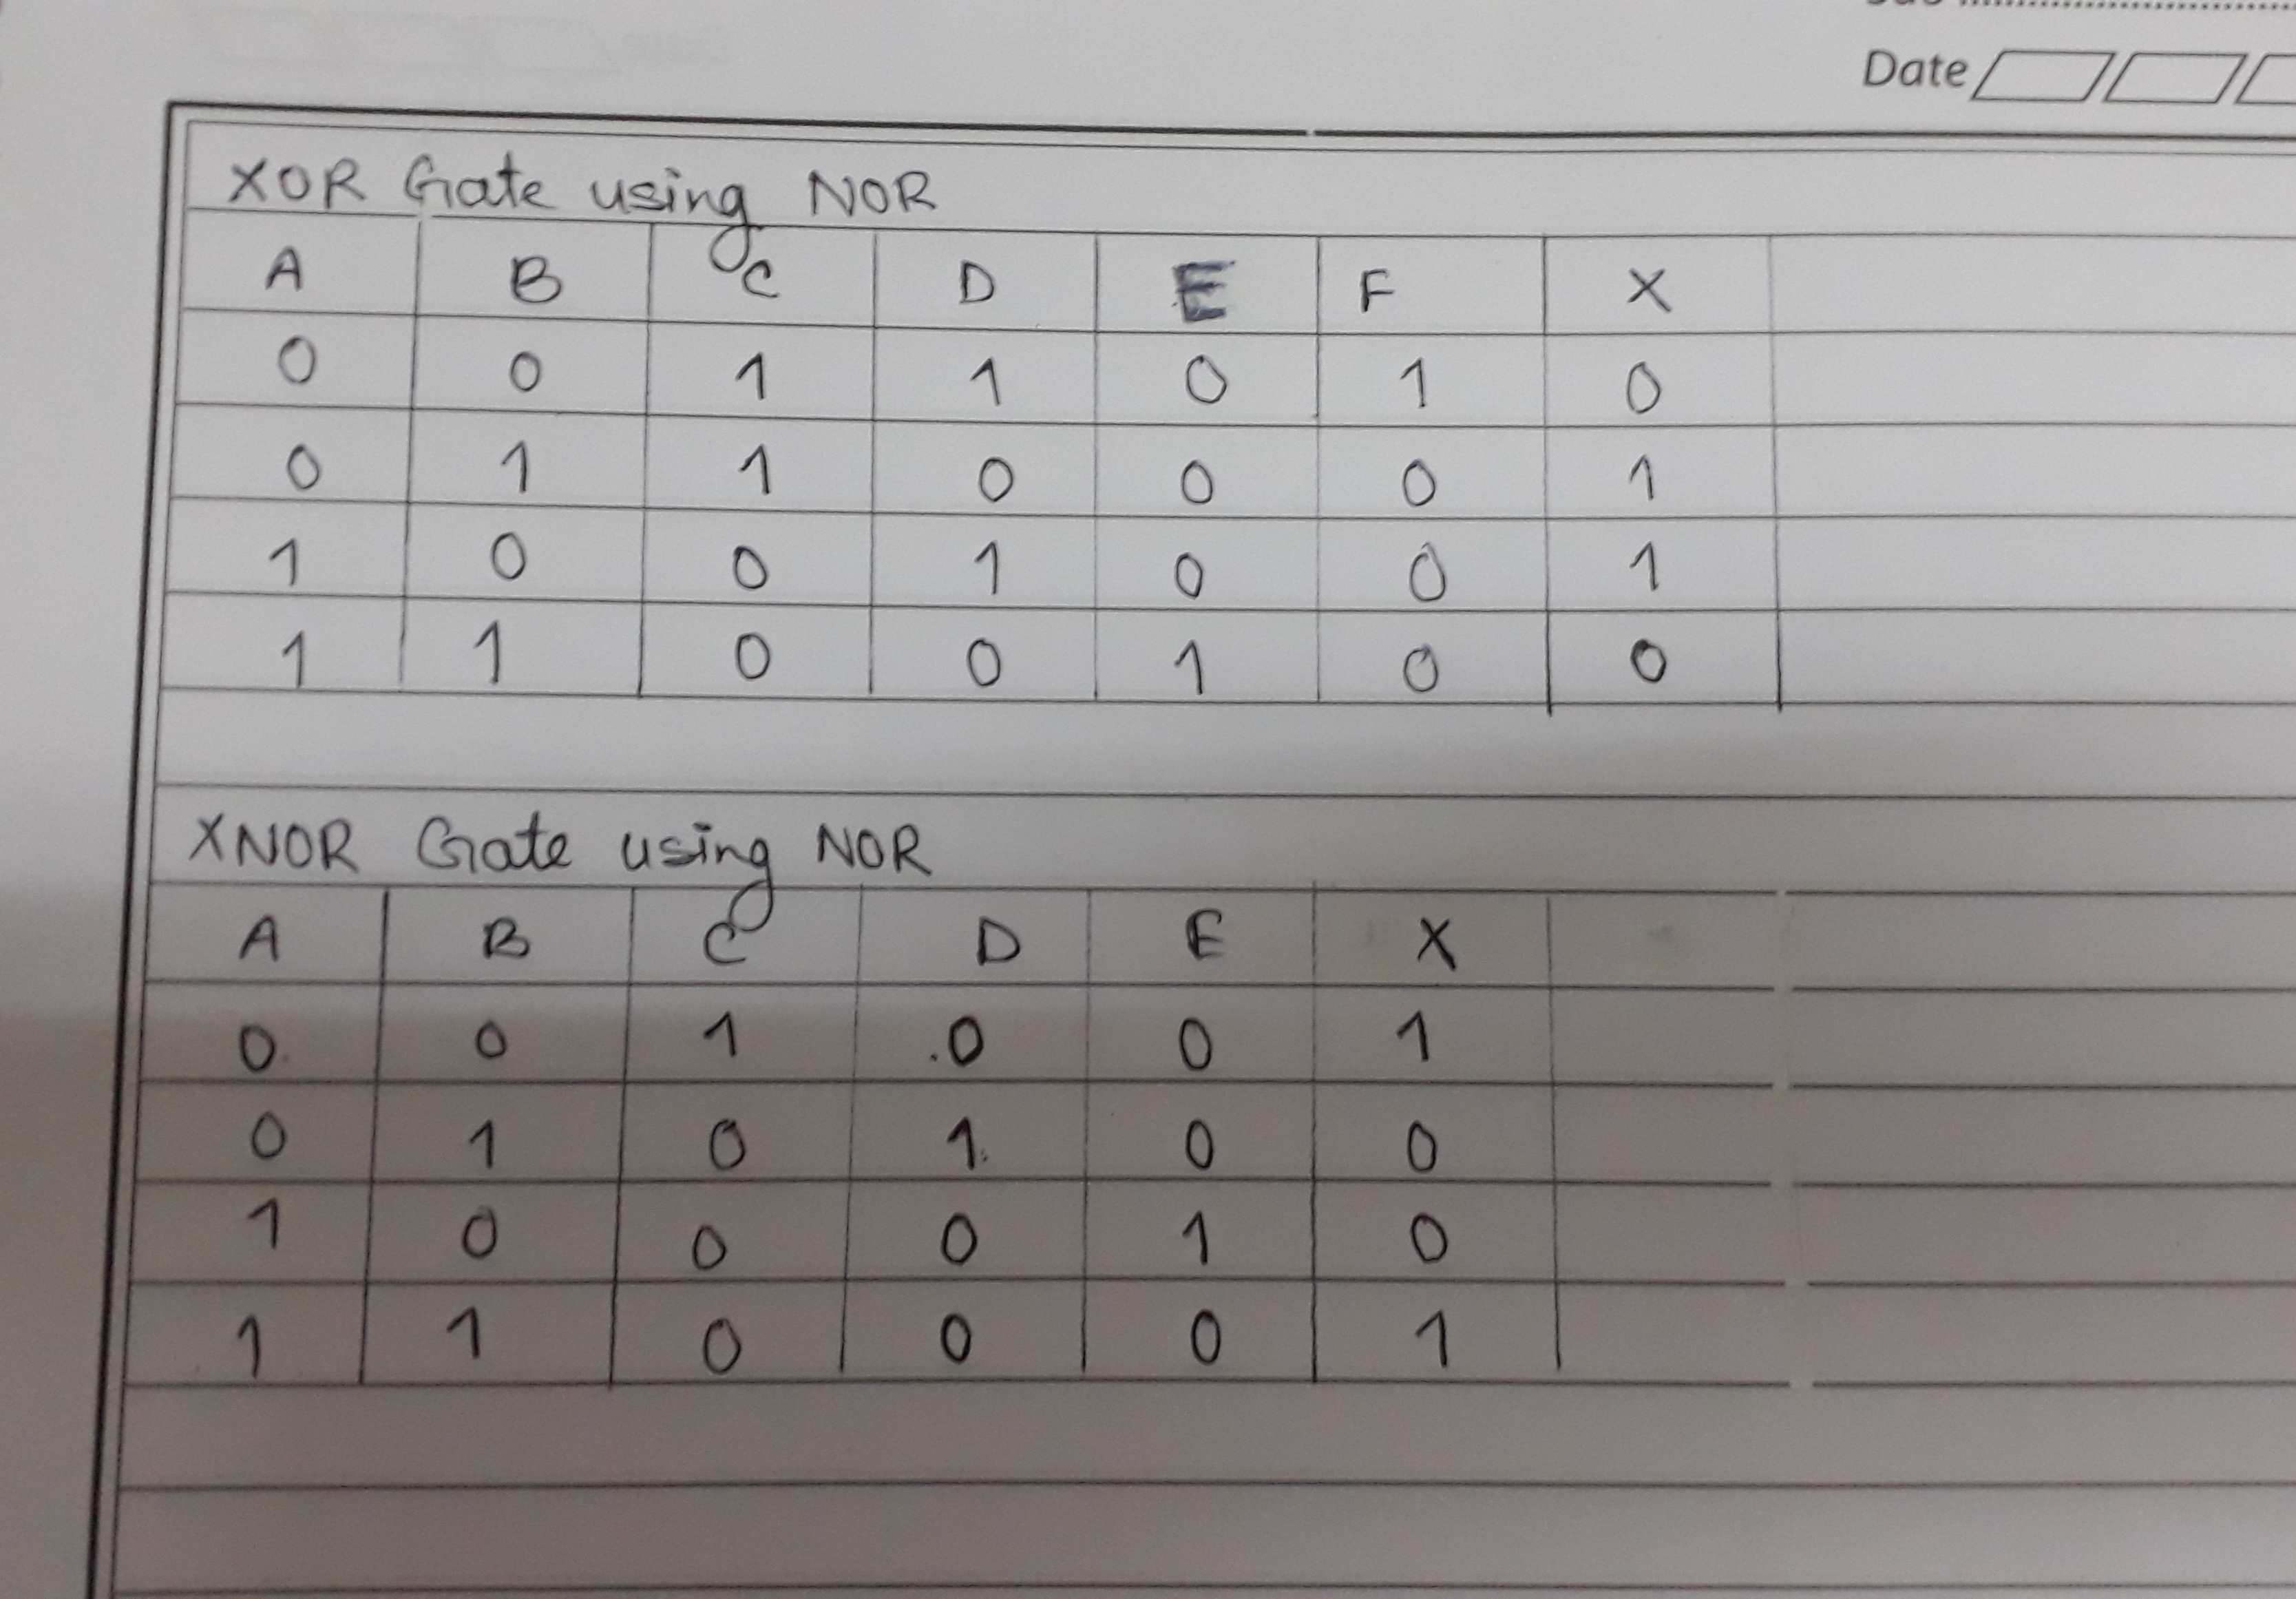 Date
XOR Gate using NOR
A B C D E F X
0 0 1 1 0 1 0
0 1 1 0 0 0 1
1 0 0 1 0 0 1
1 1 0 0 1 0 0
XNOR Gate using NOR
A B C D E X
0 0 1 0 0 1
0 1 0 1 0 0
1 0 0 0 1 0
1 1 0 0 0 1